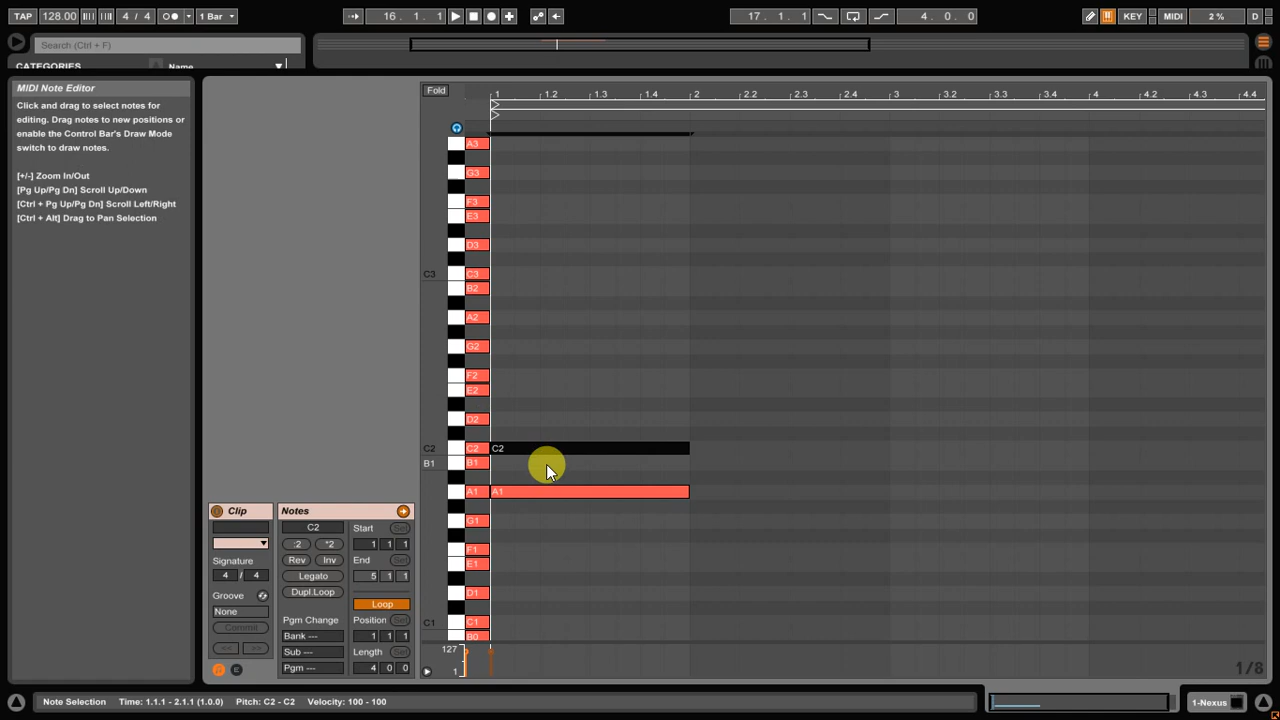 TAP 128.00 4 / 4 1 Bar 16. 1. 1 17. 1. 1 4. 0. 0 KEY MIDI 2 % D
Search (Ctrl + F)
CATEGORIES Name
MIDI Note Editor
Click and drag to select notes for
editing. Drag notes to new positions or
enable the Control Bar's Draw Mode
switch to draw notes.
[+/-] Zoom In/Out
[Pg Up/Pg Dn] Scroll Up/Down
[Ctrl + Pg Up/Pg Dn] Scroll Left/Right
[Ctrl + Alt] Drag to Pan Selection
Fold 1 1.2 1.3 1.4 2 2.2 2.3 2.4 3 3.2 3.3 3.4 4 4.2 4.3 4.4
A3
G3
F3
E3
D3
C3 C3
B2
A2
G2
F2
E2
D2
C2 C2 C2
B1 B1
A1 A1
G1
F1
E1
D1
C1 C1
B0
127
1
1/8
Clip
Signature
4 / 4
Groove
None
Commit
<< >>
E
Notes
C2
:2 *2
Rev Inv
Legato
Dupl.Loop
Pgm Change
Bank ---
Sub ---
Pgm ---
Start Set
1 1 1
End Set
5 1 1
Loop
Position Set
1 1 1
Length
4 0 0
Note Selection Time: 1.1.1 - 2.1.1 (1.0.0) Pitch: C2 - C2 Velocity: 100 - 100
1-Nexus